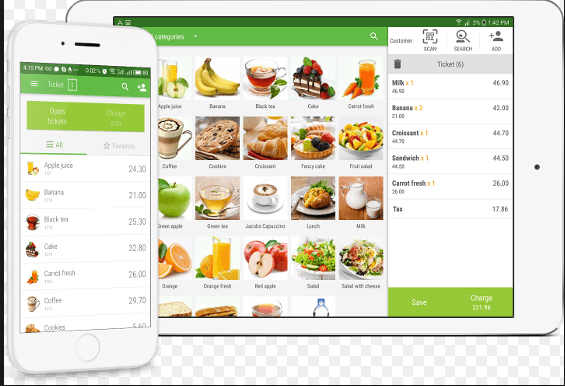 4:15 PM
0.02%
Ticket
Open
tickets
Charge
0.00
All
Favorites
Apple juice
24.30
Banana
21.00
Black tea
25.30
Cake
32.80
Carrot fresh
26.00
Coffee
29.70
Cookies
5.60
3% 1:42 PM
categories
Apple juice
Banana
Black tea
Cake
Carrot fresh
Coffee
Cookies
Croissant
Fancy cake
Fruit salad
Green apple
Green tea
Jacobs Capuccino
Lunch
Milk
Orange
Orange fresh
Red apple
Salad
Salad with cheese
Customer
SCAN
SEARCH
ADD
Ticket (6)
Milk x 1
46.90
46.90
Banana x 2
42.00
21.00
Croissant x 1
44.70
44.70
Sandwich x 1
44.50
44.50
Carrot fresh x 1
26.00
26.00
Tax
17.86
Save
Charge
221.96